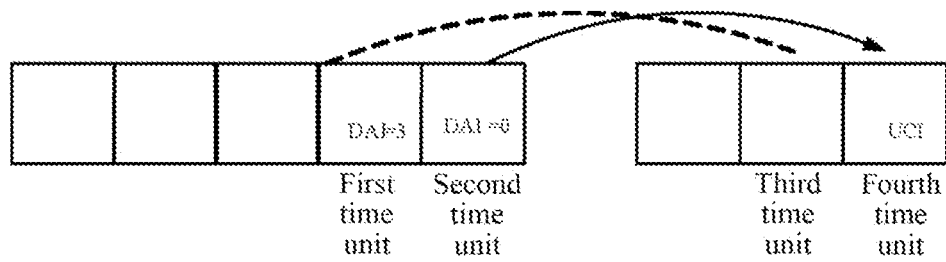 DAI=3 DAI =0 UCI
First Second Third Fourth
time time time time
unit unit unit unit